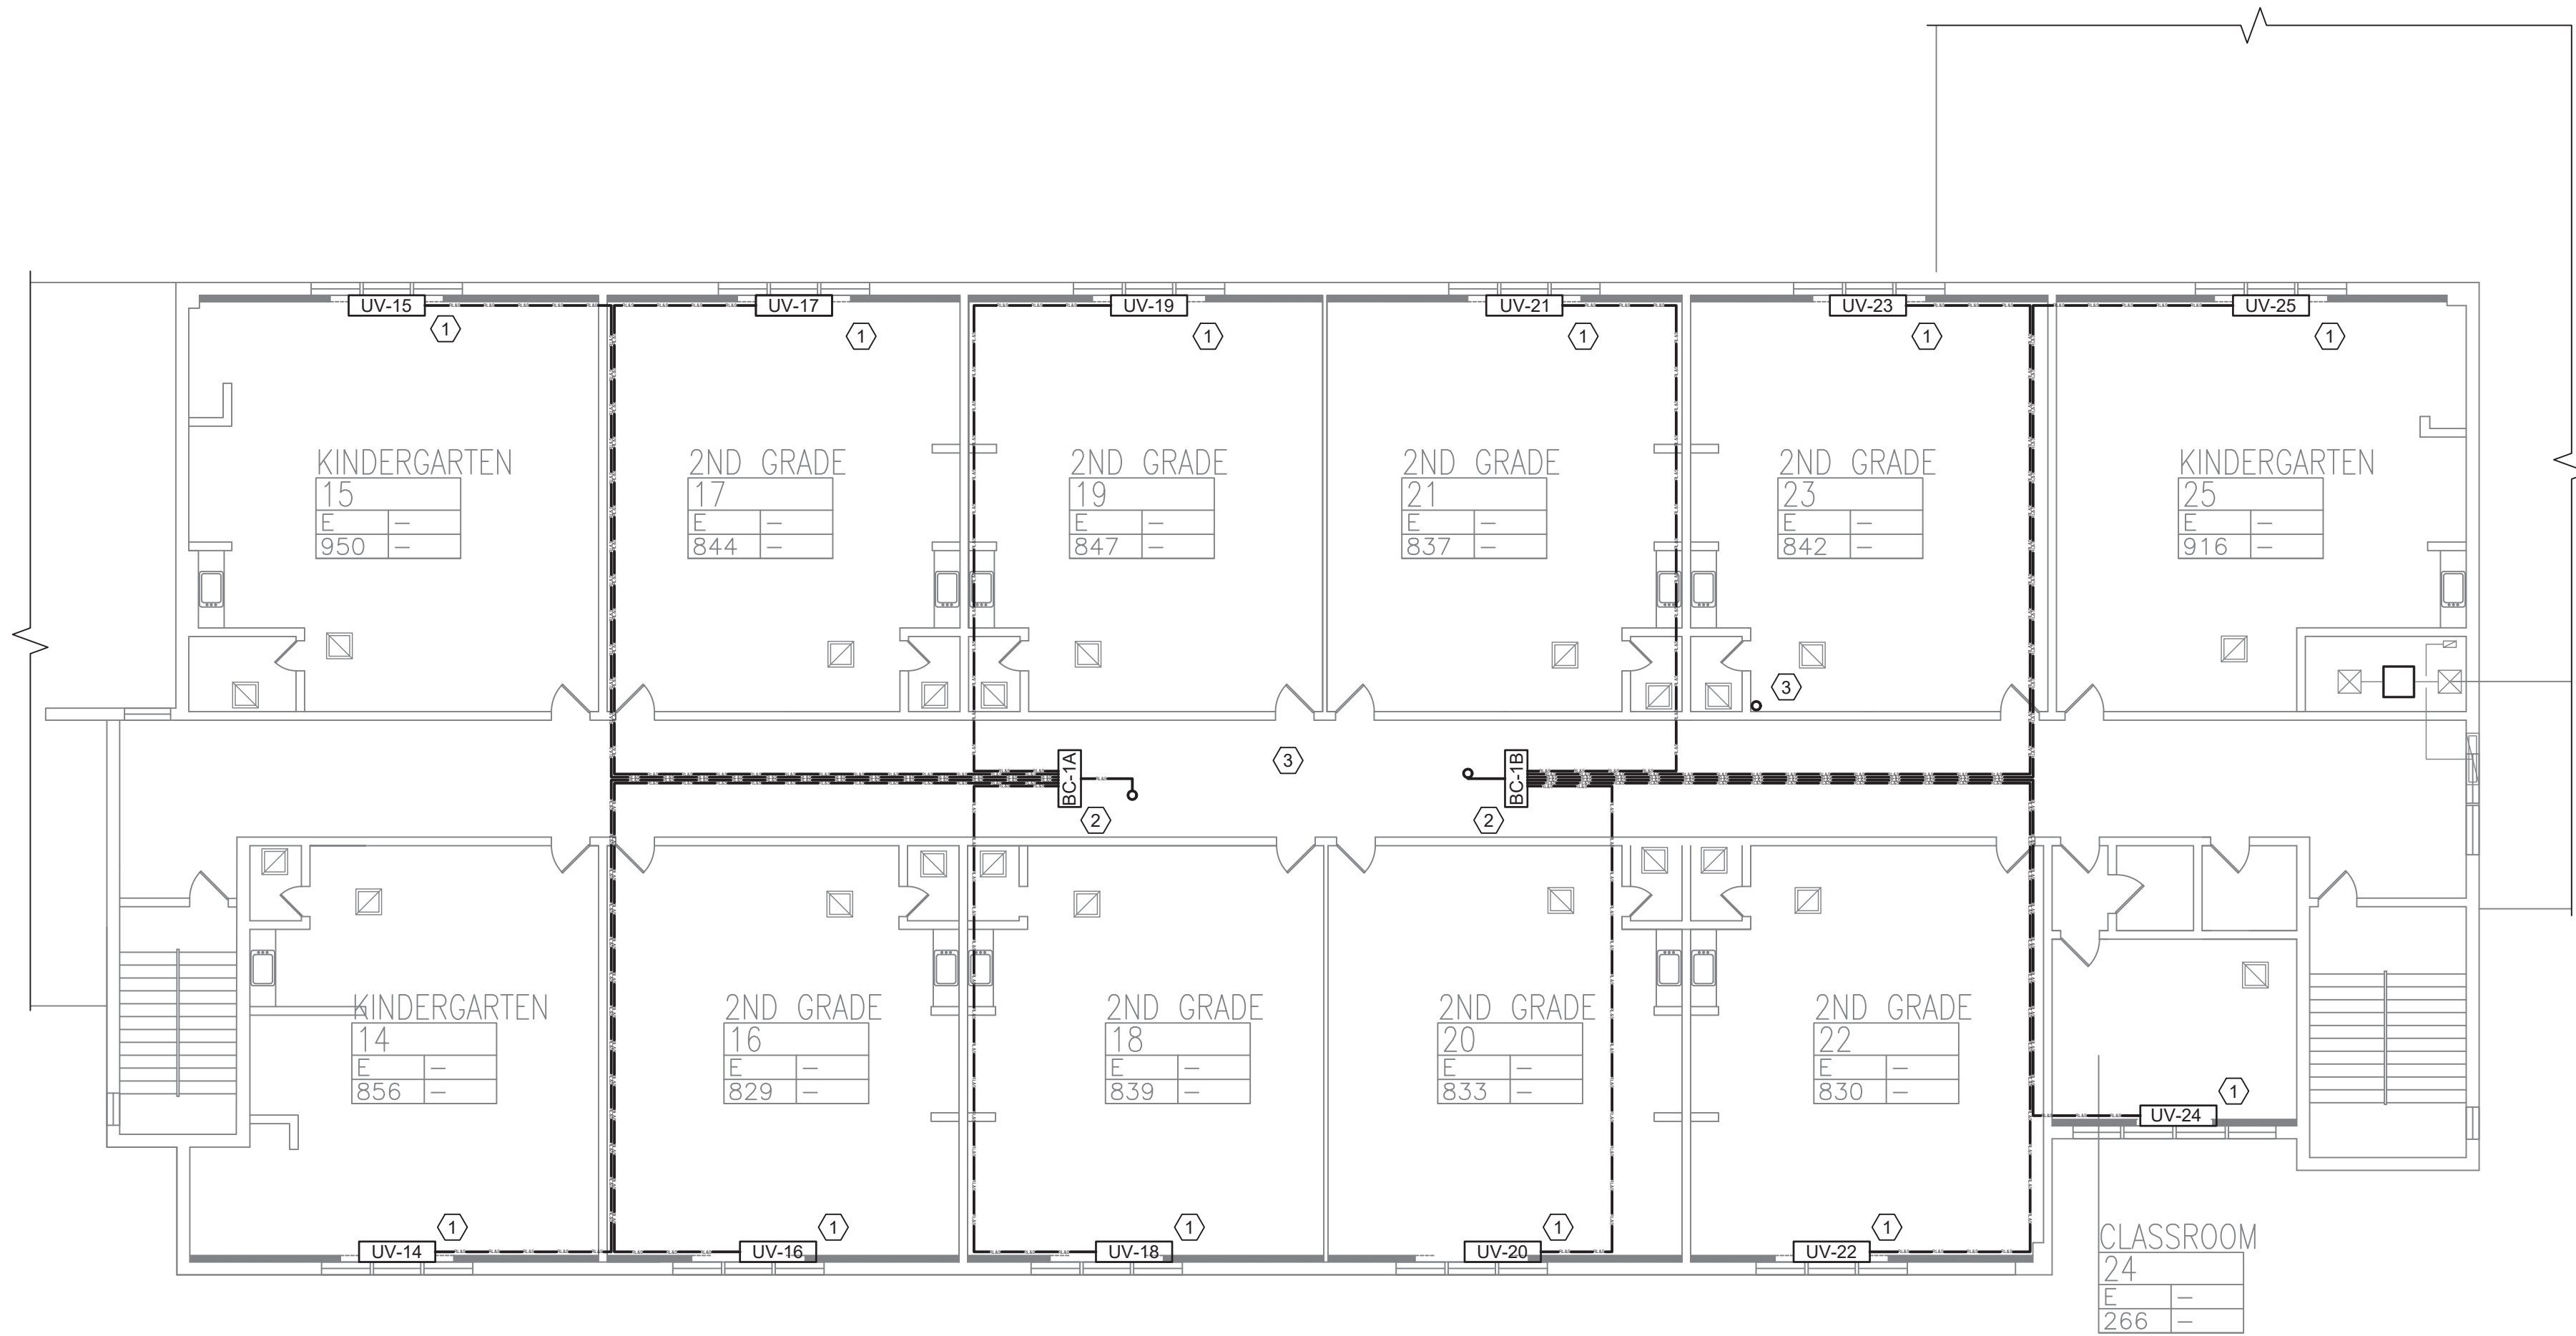 UV-15
UV-17
UV-19
UV-21
UV-23
UV-25
1
1
1
1
1
1
KINDERGARTEN
15
E –
950 –
2ND GRADE
17
E –
844 –
2ND GRADE
19
E –
847 –
2ND GRADE
21
E –
837 –
2ND GRADE
23
E –
842 –
KINDERGARTEN
25
E –
916 –
3
3
BC-1A
BC-1B
2
2
KINDERGARTEN
14
E –
856 –
2ND GRADE
16
E –
829 –
2ND GRADE
18
E –
839 –
2ND GRADE
20
E –
833 –
2ND GRADE
22
E –
830 –
1
UV-24
1
1
1
1
1
UV-14
UV-16
UV-18
UV-20
UV-22
CLASSROOM
24
E –
266 –